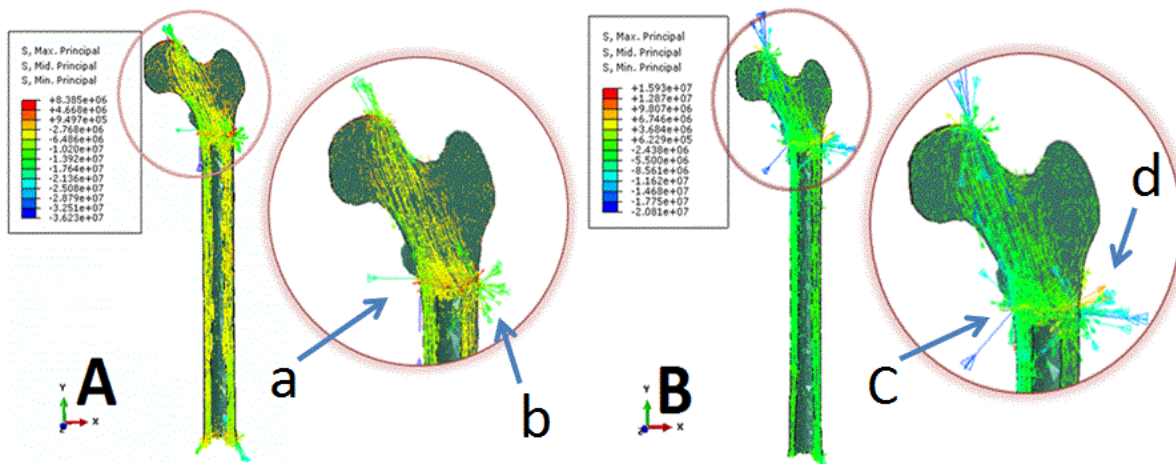 S, Max. Principal
S, Mid. Principal
S, Min. Principal
+8.385e+06
+4.668e+06
+9.497e+05
-2.768e+06
-6.486e+06
-1.020e+07
-1.392e+07
-1.764e+07
-2.136e+07
-2.508e+07
-2.879e+07
-3.251e+07
-3.623e+07
A
a
b
Y
X
Z
S, Max. Principal
S, Mid. Principal
S, Min. Principal
+1.593e+07
+1.287e+07
+9.807e+06
+6.746e+06
+3.684e+06
+6.229e+05
-2.438e+06
-5.500e+06
-8.561e+06
-1.162e+07
-1.468e+07
-1.775e+07
-2.081e+07
B
C
d
Y
X
Z